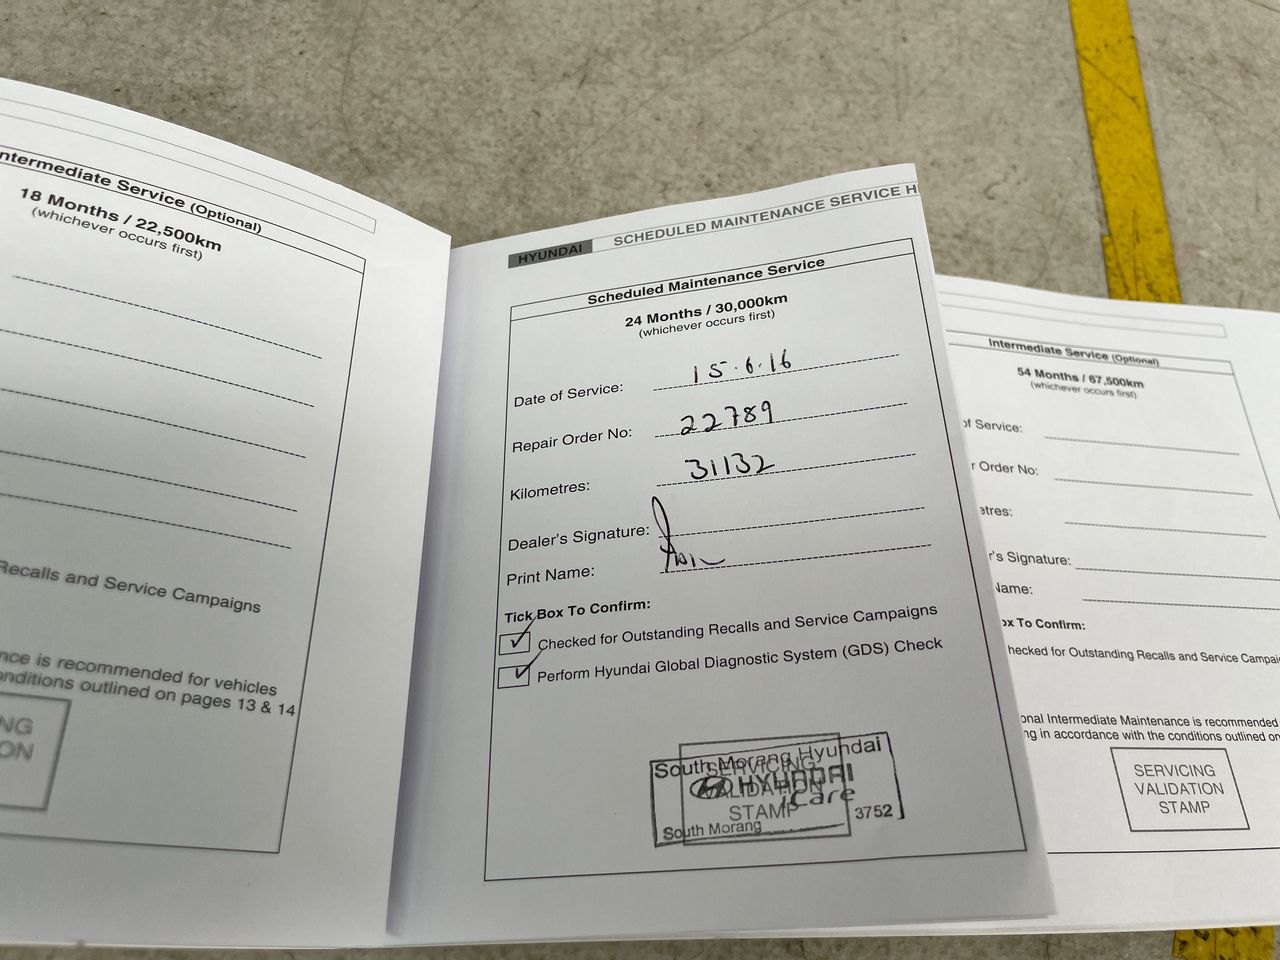 Intermediate Service (Optional)
18 Months / 22,500km
(whichever occurs first)
Recalls and Service Campaigns
is recommended for vehicles
outlined on pages 13 & 14
HYUNDAI SCHEDULED MAINTENANCE SERVICE H
Scheduled Maintenance Service
24 Months / 30,000km
(whichever occurs first)
Date of Service: 15.6.16
Repair Order No: 22789
Kilometres: 31132
Dealer's Signature:
Print Name:
Tick Box To Confirm:
Checked for Outstanding Recalls and Service Campaigns
Perform Hyundai Global Diagnostic System (GDS) Check
South Morang Hyundai
SERVICING
HYUNDAI
VALIDATION
iCare
STAMP
South Morang 3752
Intermediate Service (Optional)
54 Months / 67,500km
(whichever occurs first)
of Service:
r Order No:
etres:
r's Signature:
Name:
ox To Confirm:
hecked for Outstanding Recalls and Service Campai
onal Intermediate Maintenance is recommended
ng in accordance with the conditions outlined on
SERVICING
VALIDATION
STAMP